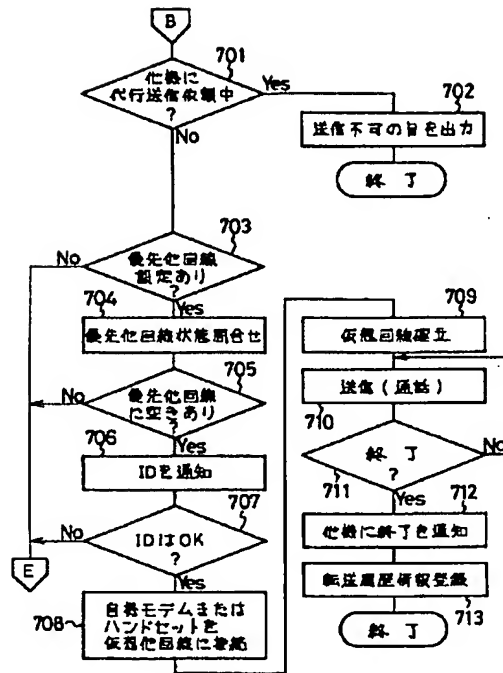 B
701
他機に
代行送信依頼中
?
Yes
No
702
送信不可の旨を出力
終了
703
優先他回線
設定あり
?
No
Yes
704
優先他回線状態問合せ
705
優先他回線
に空きあり
?
No
Yes
706
IDを通知
707
IDはOK
?
No
Yes
E
708
自機モデムまたは
ハンドセットを
仮想他回線に接続
709
仮想回線確立
送信(通話)
710
終了
?
711
No
Yes
712
他機に終了を通知
転送履歴情報登録
713
終了